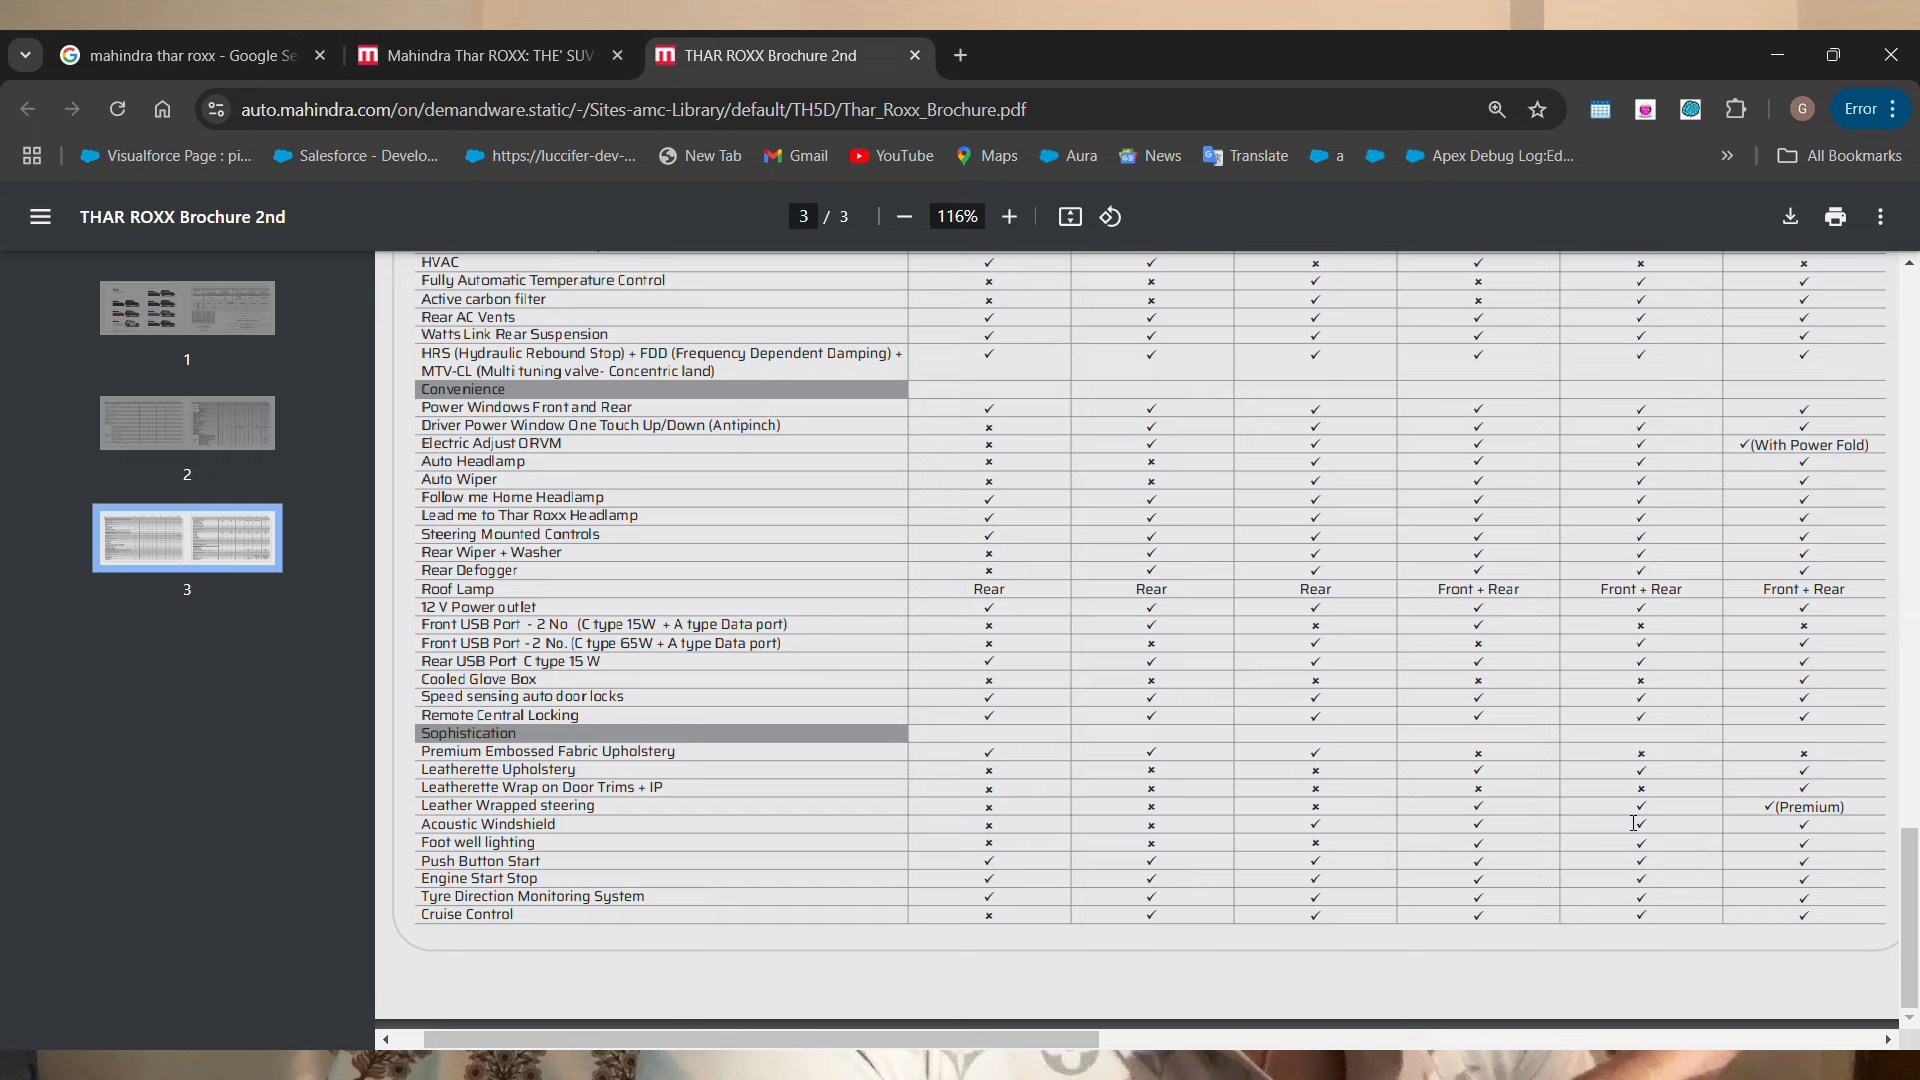 mahindra thar roxx - Google Se
Mahindra Thar ROXX: THE' SUV
THAR ROXX Brochure 2nd
auto.mahindra.com/on/demandware.static/-/Sites-amc-Library/default/TH5D/Thar_Roxx_Brochure.pdf
G
Error
Visualforce Page : pi...
Salesforce - Develo...
https://luccifer-dev-...
New Tab
Gmail
YouTube
Maps
Aura
News
Translate
a
Apex Debug Log:Ed...
All Bookmarks
THAR ROXX Brochure 2nd
3 / 3
116%
1
2
3
HVAC ✓ ✓ × ✓ × ×
Fully Automatic Temperature Control × × ✓ × ✓ ✓
Active carbon filter × × ✓ × ✓ ✓
Rear AC Vents ✓ ✓ ✓ ✓ ✓ ✓
Watts Link Rear Suspension ✓ ✓ ✓ ✓ ✓ ✓
HRS (Hydraulic Rebound Stop) + FDD (Frequency Dependent Damping) + ✓ ✓ ✓ ✓ ✓ ✓
MTV-CL (Multi tuning valve- Concentric land)
Convenience
Power Windows Front and Rear ✓ ✓ ✓ ✓ ✓ ✓
Driver Power Window One Touch Up/Down (Antipinch) × ✓ ✓ ✓ ✓ ✓
Electric Adjust ORVM × ✓ ✓ ✓ ✓ ✓(With Power Fold)
Auto Headlamp × × ✓ ✓ ✓ ✓
Auto Wiper × × ✓ ✓ ✓ ✓
Follow me Home Headlamp ✓ ✓ ✓ ✓ ✓ ✓
Lead me to Thar Roxx Headlamp ✓ ✓ ✓ ✓ ✓ ✓
Steering Mounted Controls ✓ ✓ ✓ ✓ ✓ ✓
Rear Wiper + Washer × ✓ ✓ ✓ ✓ ✓
Rear Defogger × ✓ ✓ ✓ ✓ ✓
Roof Lamp Rear Rear Rear Front + Rear Front + Rear Front + Rear
12 V Power outlet ✓ ✓ ✓ ✓ ✓ ✓
Front USB Port - 2 No (C type 15W + A type Data port) × ✓ × ✓ × ×
Front USB Port - 2 No. (C type 65W + A type Data port) × × ✓ × ✓ ✓
Rear USB Port C type 15 W ✓ ✓ ✓ ✓ ✓ ✓
Cooled Glove Box × × × × × ✓
Speed sensing auto door locks ✓ ✓ ✓ ✓ ✓ ✓
Remote Central Locking ✓ ✓ ✓ ✓ ✓ ✓
Sophistication
Premium Embossed Fabric Upholstery ✓ ✓ ✓ × × ×
Leatherette Upholstery × × × ✓ ✓ ✓
Leatherette Wrap on Door Trims + IP × × × × × ✓
Leather Wrapped steering × × × ✓ ✓ ✓(Premium)
Acoustic Windshield × × ✓ ✓ ✓ ✓
Foot well lighting × × × ✓ ✓ ✓
Push Button Start ✓ ✓ ✓ ✓ ✓ ✓
Engine Start Stop ✓ ✓ ✓ ✓ ✓ ✓
Tyre Direction Monitoring System ✓ ✓ ✓ ✓ ✓ ✓
Cruise Control × ✓ ✓ ✓ ✓ ✓